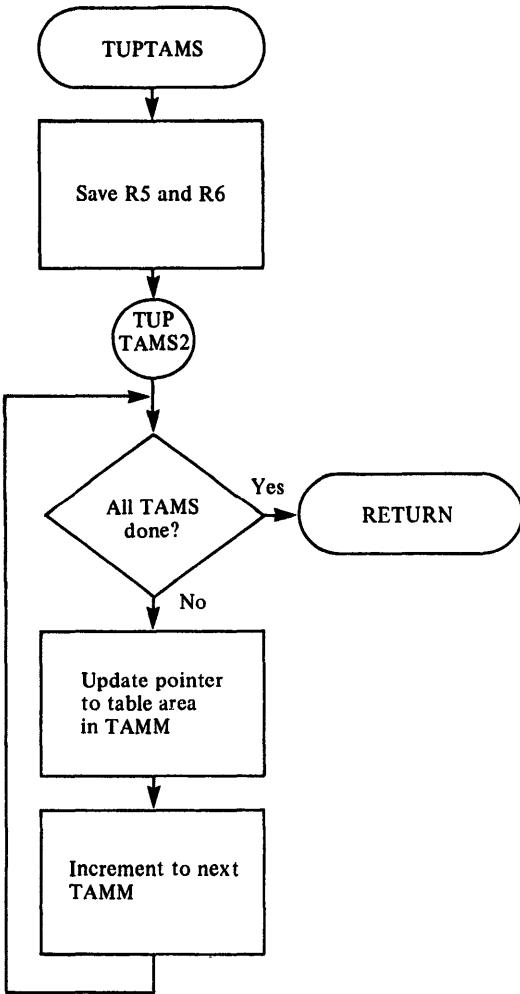 TUPTAMS
Save R5 and R6
TUP
TAMS2
All TAMS
done?
Yes
RETURN
No
Update pointer
to table area
in TAMM
Increment to next
TAMM